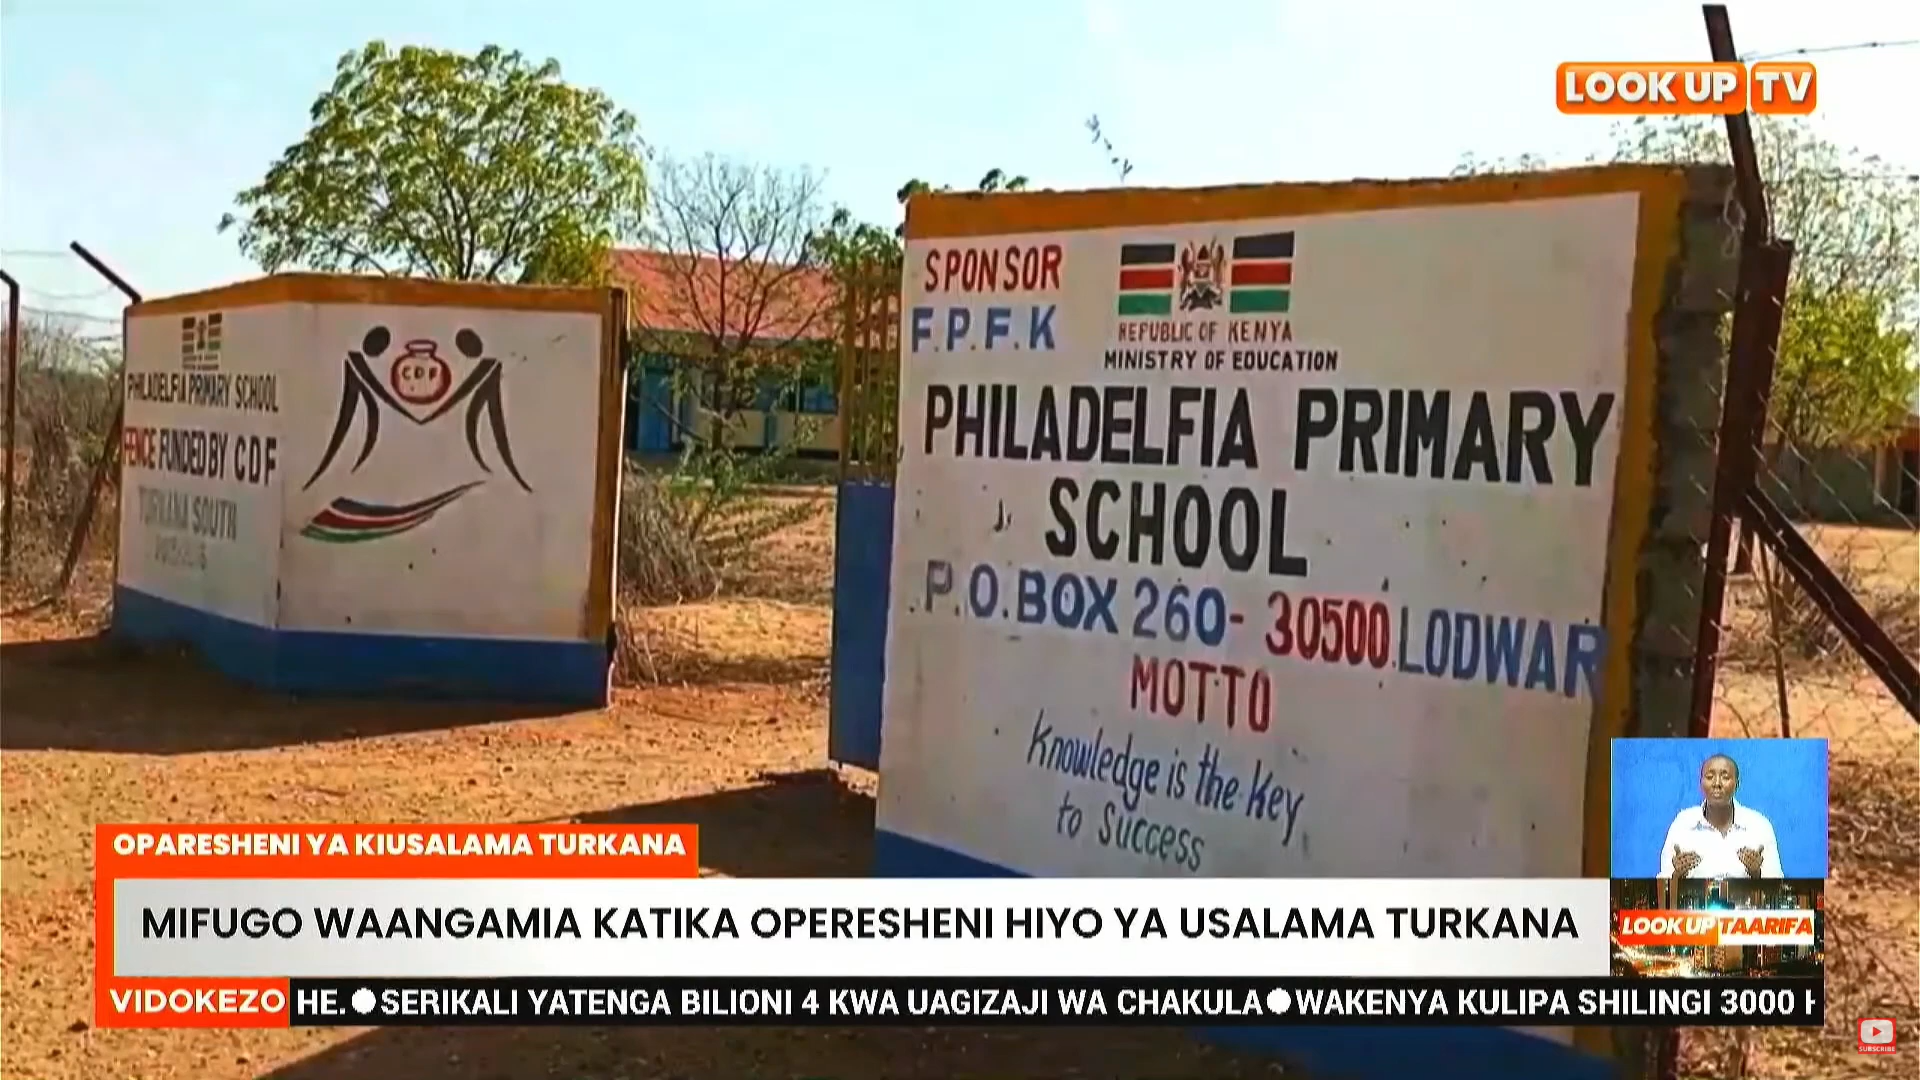 LOOK UP TV
SPONSOR
F.P.F.K
REPUBLIC OF KENYA
MINISTRY OF EDUCATION
PHILADELFIA PRIMARY
SCHOOL
P.O.BOX 260- 30500.LODWAR
MOTTO
Knowledge is the Key
to Success
PHILADELFIA PRIMARY SCHOOL
FENCE FUNDED BY CDF
TURKANA SOUTH
CDF
OPARESHENI YA KIUSALAMA TURKANA
MIFUGO WAANGAMIA KATIKA OPERESHENI HIYO YA USALAMA TURKANA
LOOK UP TAARIFA
VIDOKEZO HE.●SERIKALI YATENGA BILIONI 4 KWA UAGIZAJI WA CHAKULA●WAKENYA KULIPA SHILINGI 3000
SUBSCRIBE